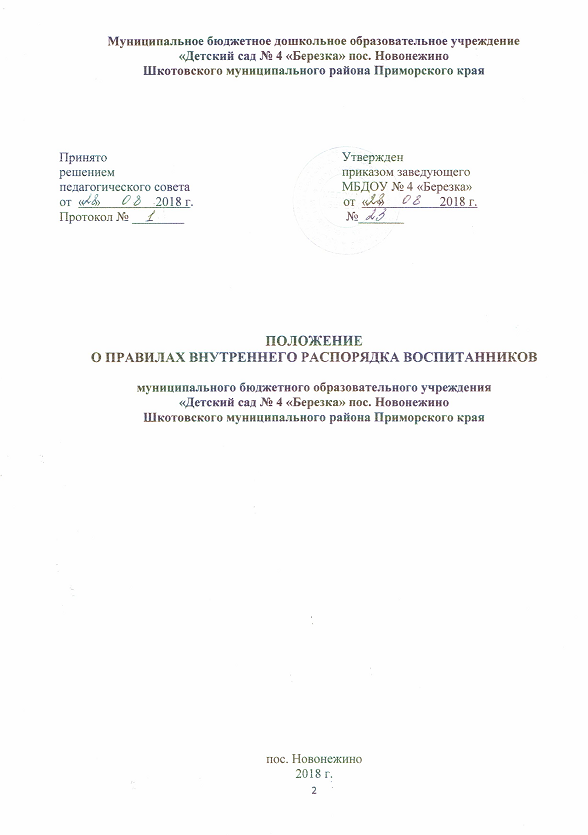 Муниципальное бюджетное дошкольное образовательное учреждение
«Детский сад № 4 «Березка» пос. Новонежино
Шкотовского муниципального района Приморского края
Принято
решением
педагогического совета
от «28» 08 2018 г.
Протокол № 1
Утвержден
приказом заведующего
МБДОУ № 4 «Березка»
от «28» 08 2018 г.
№ 23
ПОЛОЖЕНИЕ
О ПРАВИЛАХ ВНУТРЕННЕГО РАСПОРЯДКА ВОСПИТАННИКОВ
муниципального бюджетного образовательного учреждения
«Детский сад № 4 «Березка» пос. Новонежино
Шкотовского муниципального района Приморского края
пос. Новонежино
2018 г.
2